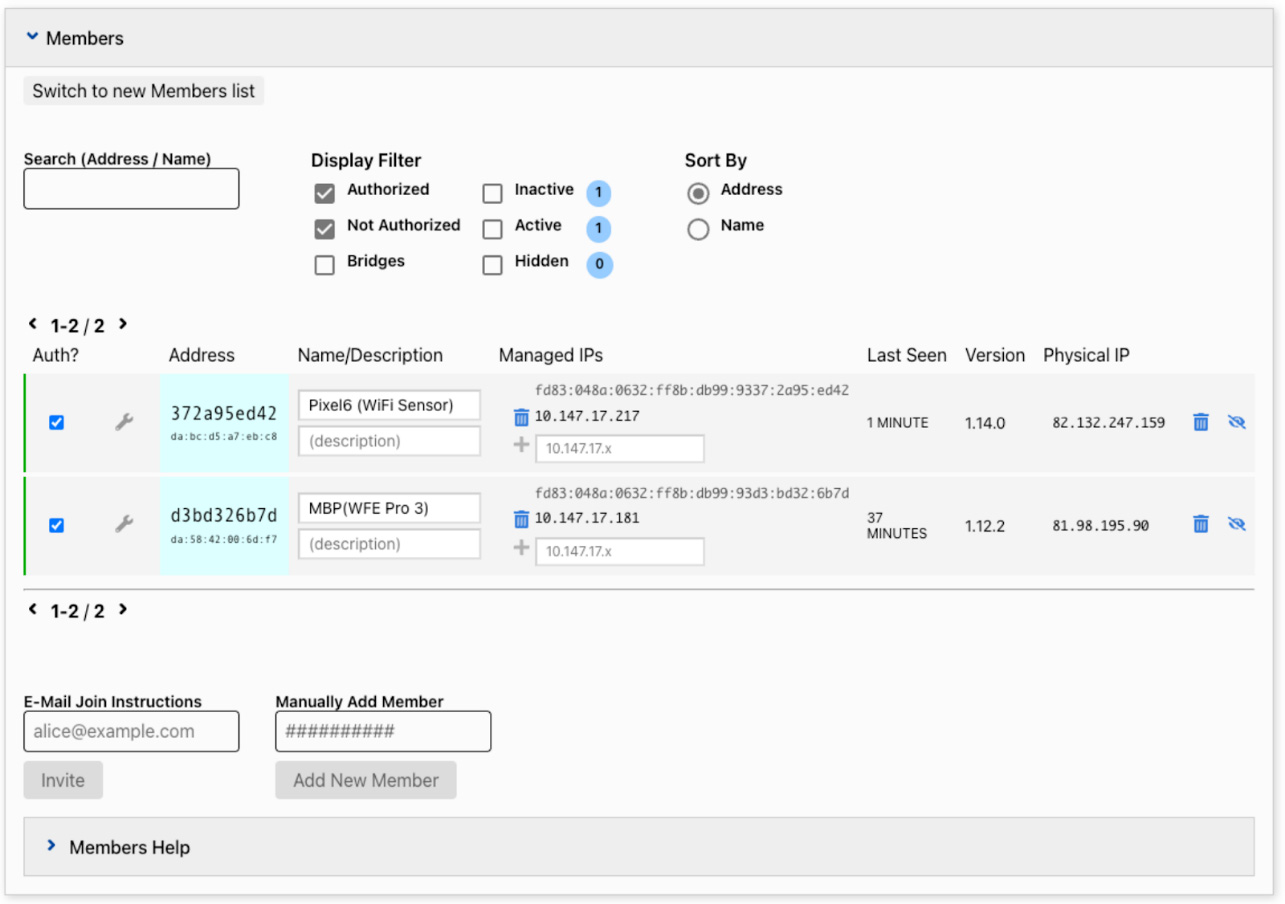 Members
Switch to new Members list
Search (Address / Name)
Display Filter
Sort By
Authorized
Inactive
1
Address
Not Authorized
Active
1
Name
Bridges
Hidden
0
1-2 / 2
Auth? Address Name/Description Managed IPs Last Seen Version Physical IP
fd83:048a:0632:ff8b:db99:9337:2a95:ed42
372a95ed42
da:bc:d5:a7:eb:c8
Pixel6 (WiFi Sensor)
(description)
10.147.17.217
10.147.17.x
1 MINUTE
1.14.0
82.132.247.159
fd83:048a:0632:ff8b:db99:93d3:bd32:6b7d
d3bd326b7d
da:58:42:00:6d:f7
MBP(WFE Pro 3)
(description)
10.147.17.181
10.147.17.x
37
MINUTES
1.12.2
81.98.195.90
1-2 / 2
E-Mail Join Instructions
Manually Add Member
alice@example.com
##########
Invite
Add New Member
Members Help